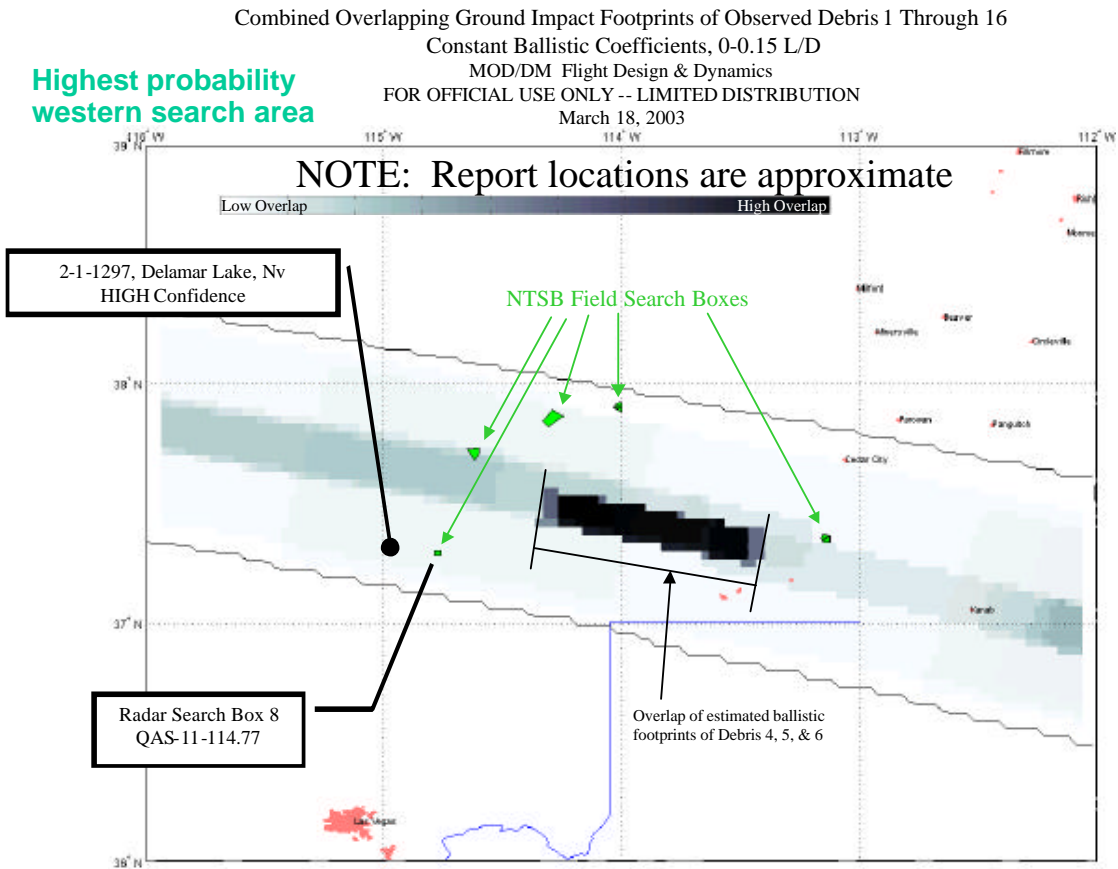 Combined Overlapping Ground Impact Footprints of Observed Debris 1 Through 16
Constant Ballistic Coefficients, 0-0.15 L/D
MOD/DM Flight Design & Dynamics
FOR OFFICIAL USE ONLY -- LIMITED DISTRIBUTION
March 18, 2003
Highest probability
western search area
116° W
115° W
114° W
113° W
112° W
39° N
NOTE: Report locations are approximate
Low Overlap
High Overlap
Fillmore
Milford
Beaver
Minersville
Circleville
2-1-1297, Delamar Lake, Nv
HIGH Confidence
NTSB Field Search Boxes
38° N
Parowan
Panguitch
Cedar City
Kanab
37° N
Radar Search Box 8
QAS-11-114.77
Overlap of estimated ballistic
footprints of Debris 4, 5, & 6
Las Vegas
36° N